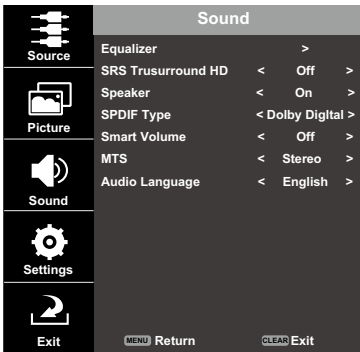 Sound
Source
Picture
Sound
Settings
Exit
Equalizer >
SRS Trusurround HD < Off >
Speaker < On >
SPDIF Type < Dolby Digltal >
Smart Volume < Off >
MTS < Stereo >
Audio Language < English >
MENU Return CLEAR Exit